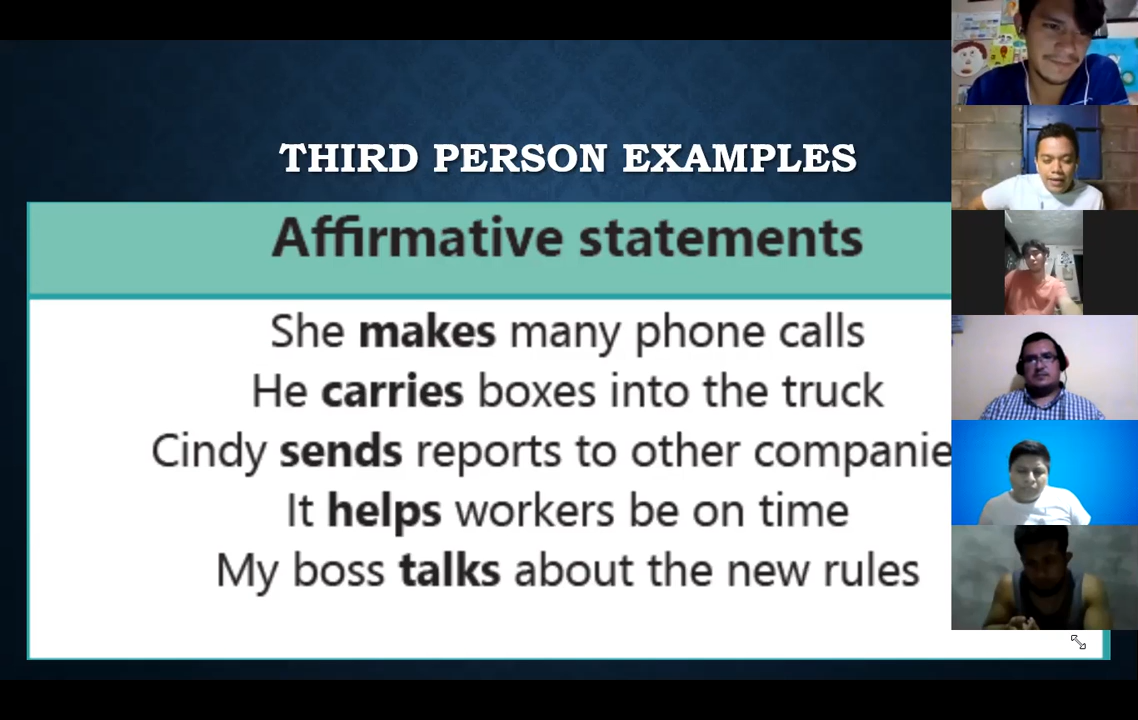 THIRD PERSON EXAMPLES
Affirmative statements
She makes many phone calls
He carries boxes into the truck
Cindy sends reports to other companie
It helps workers be on time
My boss talks about the new rules